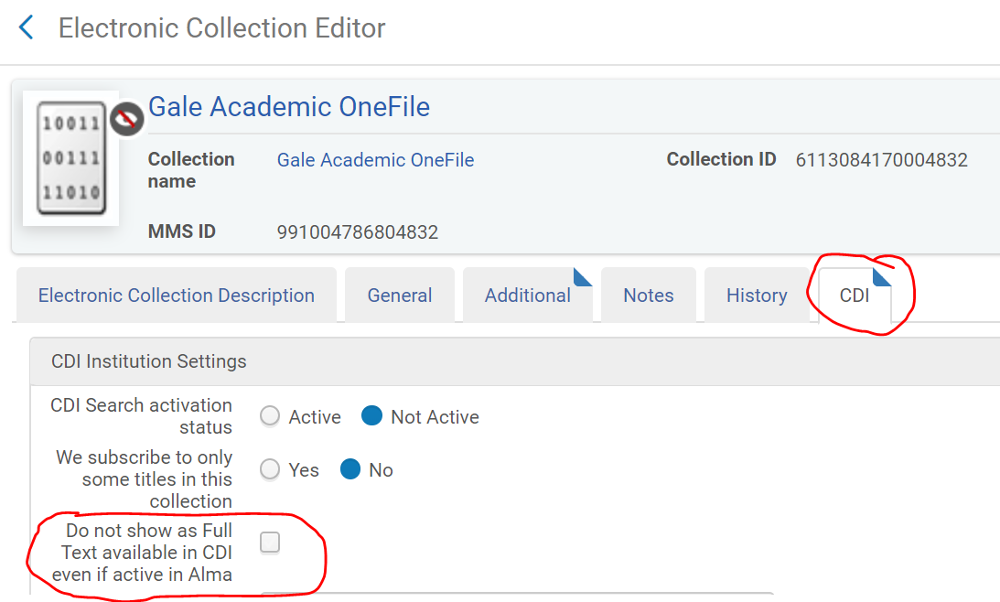 Electronic Collection Editor
10011
00111
11010
Gale Academic OneFile
Collection name
Gale Academic OneFile
Collection ID
6113084170004832
MMS ID
991004786804832
Electronic Collection Description
General
Additional
Notes
History
CDI
CDI Institution Settings
CDI Search activation
status
Active
Not Active
We subscribe to only
some titles in this
collection
Yes
No
Do not show as Full
Text available in CDI
even if active in Alma